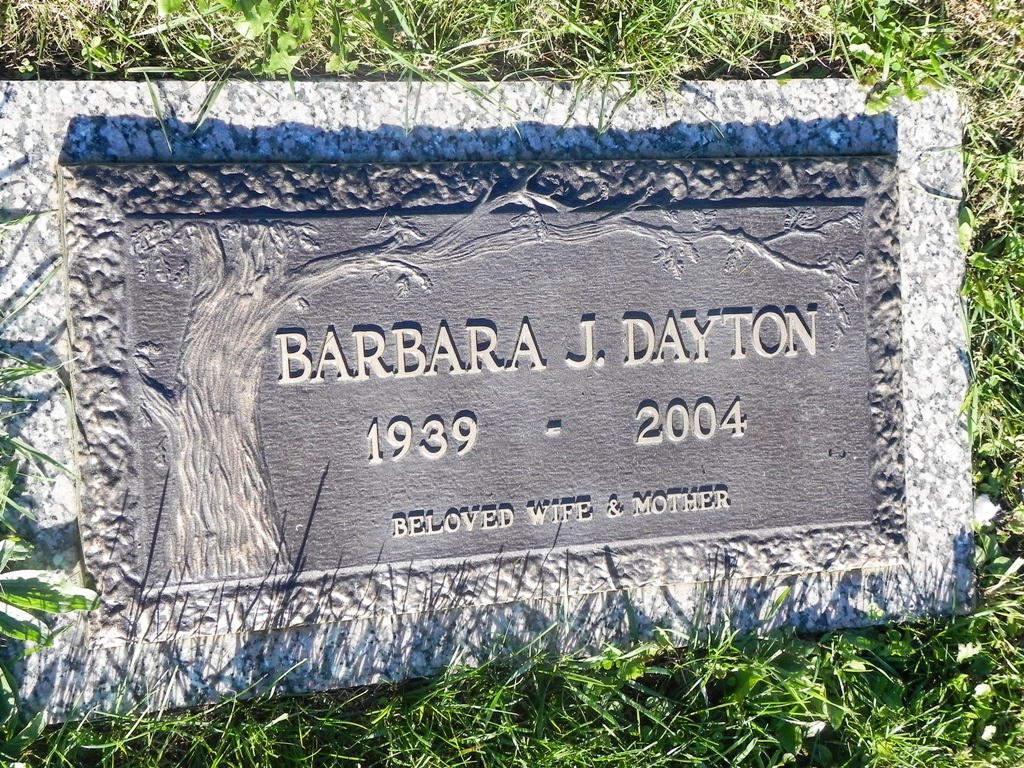 BARBARA J. DAYTON
1939 - 2004
BELOVED WIFE & MOTHER